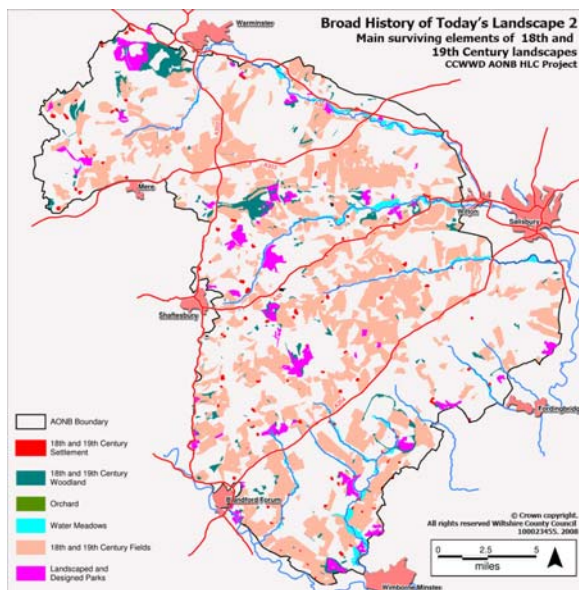 Broad History of Today's Landscape 2
Main surviving elements of 18th and
19th Century landscapes
CCWWD AONB HLC Project
Warminster
Mere
Wilton
Salisbury
Shaftesbury
Fordingbridge
Blandford Forum
Wimborne Minster
AONB Boundary
18th and 19th Century
Settlement
18th and 19th Century
Woodland
Orchard
Water Meadows
18th and 19th Century Fields
Landscaped and
Designed Parks
© Crown copyright.
All rights reserved Wiltshire County Council
100023455. 2008
0 2.5 5
miles